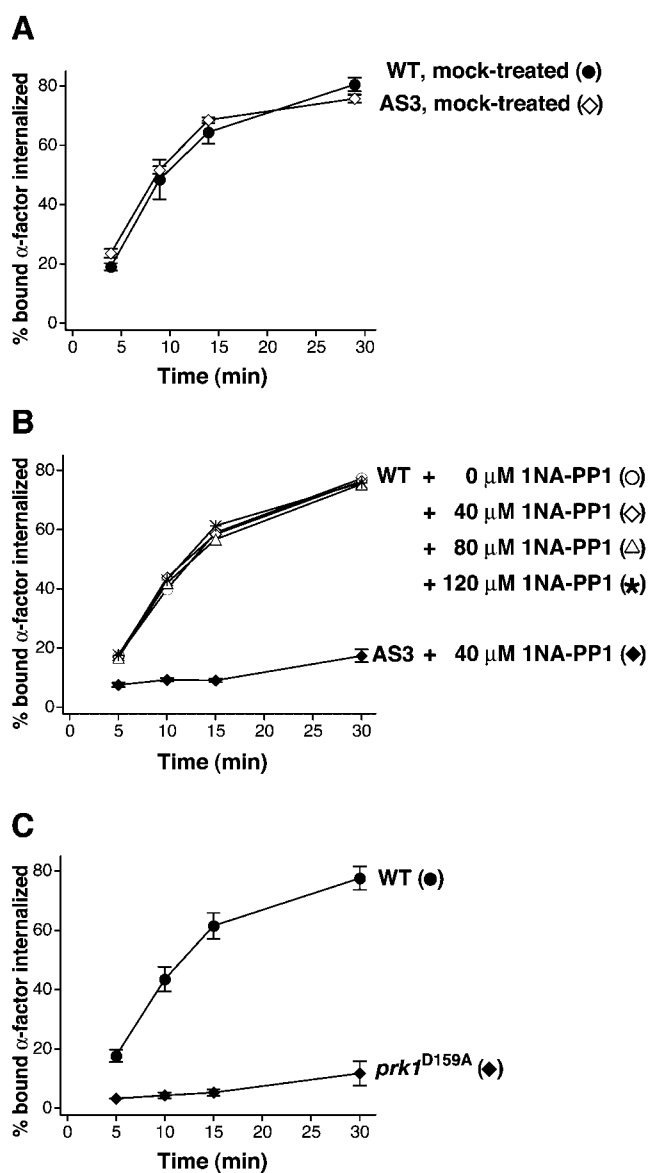 A
WT, mock-treated (●)
AS3, mock-treated (◇)
% bound α-factor internalized
80
60
40
20
0
0 5 10 15 20 25 30
Time (min)
B
WT + 0 μM 1NA-PP1 (○)
+ 40 μM 1NA-PP1 (◇)
+ 80 μM 1NA-PP1 (△)
+ 120 μM 1NA-PP1 (★)
AS3 + 40 μM 1NA-PP1 (◆)
% bound α-factor internalized
80
60
40
20
0
0 5 10 15 20 25 30
Time (min)
C
WT (●)
prk1D159A (◆)
% bound α-factor internalized
80
60
40
20
0
0 5 10 15 20 25 30
Time (min)